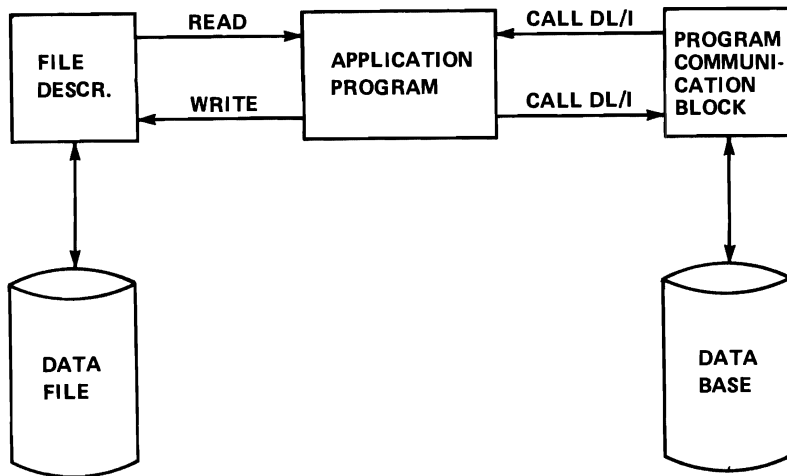 READ
CALL DL/I
FILE
DESCR.
APPLICATION
PROGRAM
PROGRAM
COMMUNI-
CATION
BLOCK
WRITE
CALL DL/I
DATA
FILE
DATA
BASE